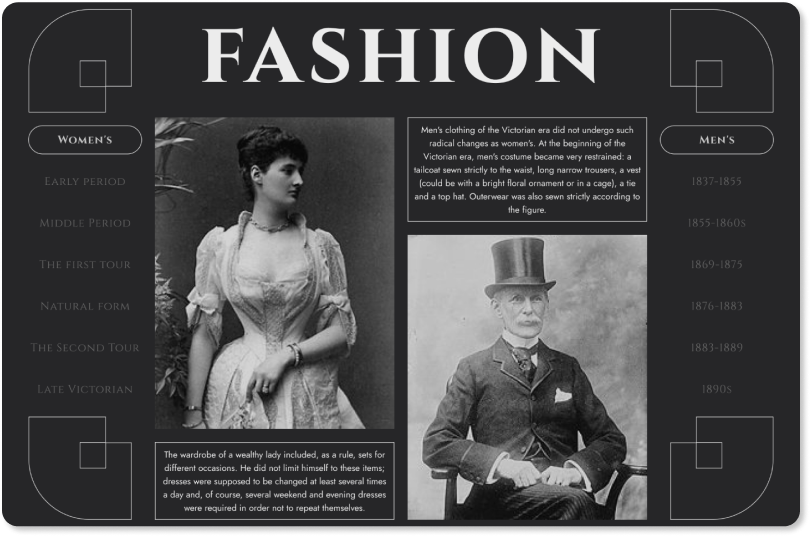 FASHION
WOMEN'S
EARLY PERIOD
MIDDLE PERIOD
THE FIRST TOUR
NATURAL FORM
THE SECOND TOUR
LATE VICTORIAN
Men's clothing of the Victorian era did not undergo such
radical changes as women's. At the beginning of the
Victorian era, men's costume became very restrained: a
tailcoat sewn strictly to the waist, long narrow trousers, a vest
(could be with a bright floral ornament or in a cage), a tie
and a top hat. Outerwear was also sewn strictly according to
the figure.
The wardrobe of a wealthy lady included, as a rule, sets for
different occasions. He did not limit himself to these items;
dresses were supposed to be changed at least several times
a day and, of course, several weekend and evening dresses
were required in order not to repeat themselves.
MEN'S
1837-1855
1855-1860S
1869-1875
1876-1883
1883-1889
1890S